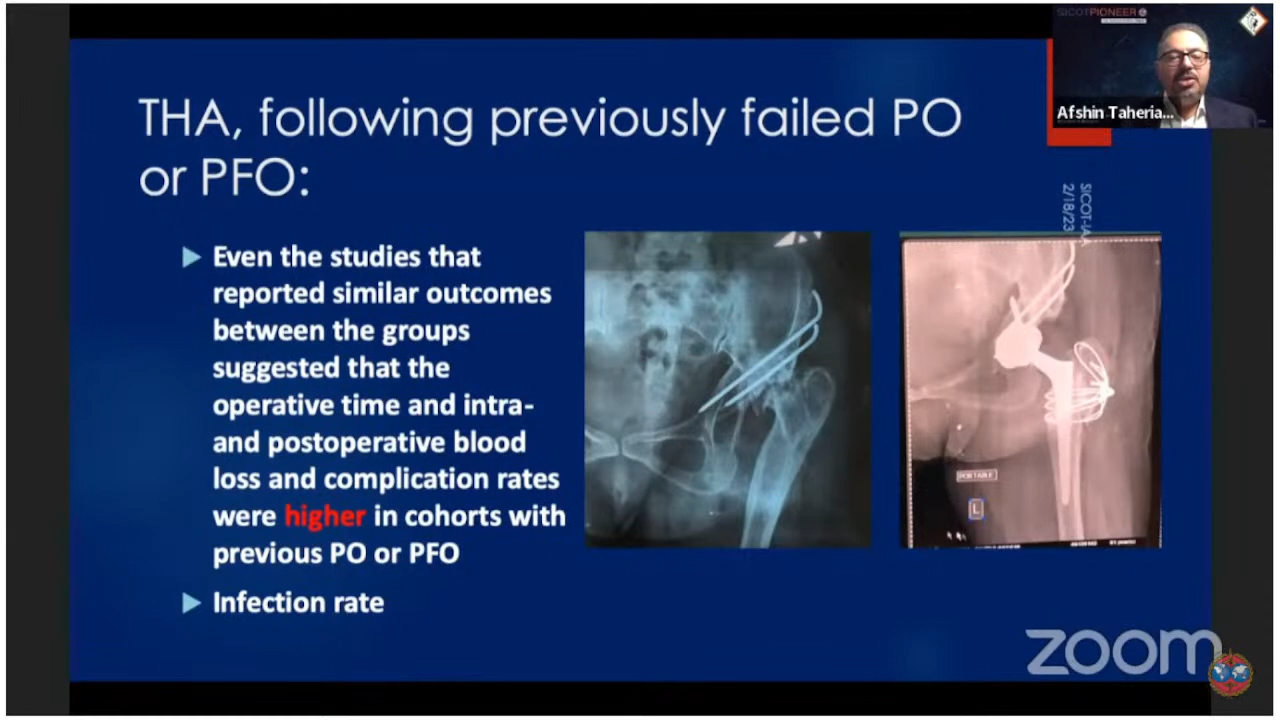 SICOTPIONEER
Afshin Taheria...
THA, following previously failed PO
or PFO:
SICOT-IAA
2/18/23
Even the studies that
reported similar outcomes
between the groups
suggested that the
operative time and intra-
and postoperative blood
loss and complication rates
were higher in cohorts with
previous PO or PFO
Infection rate
PORTABLE
L
zoom